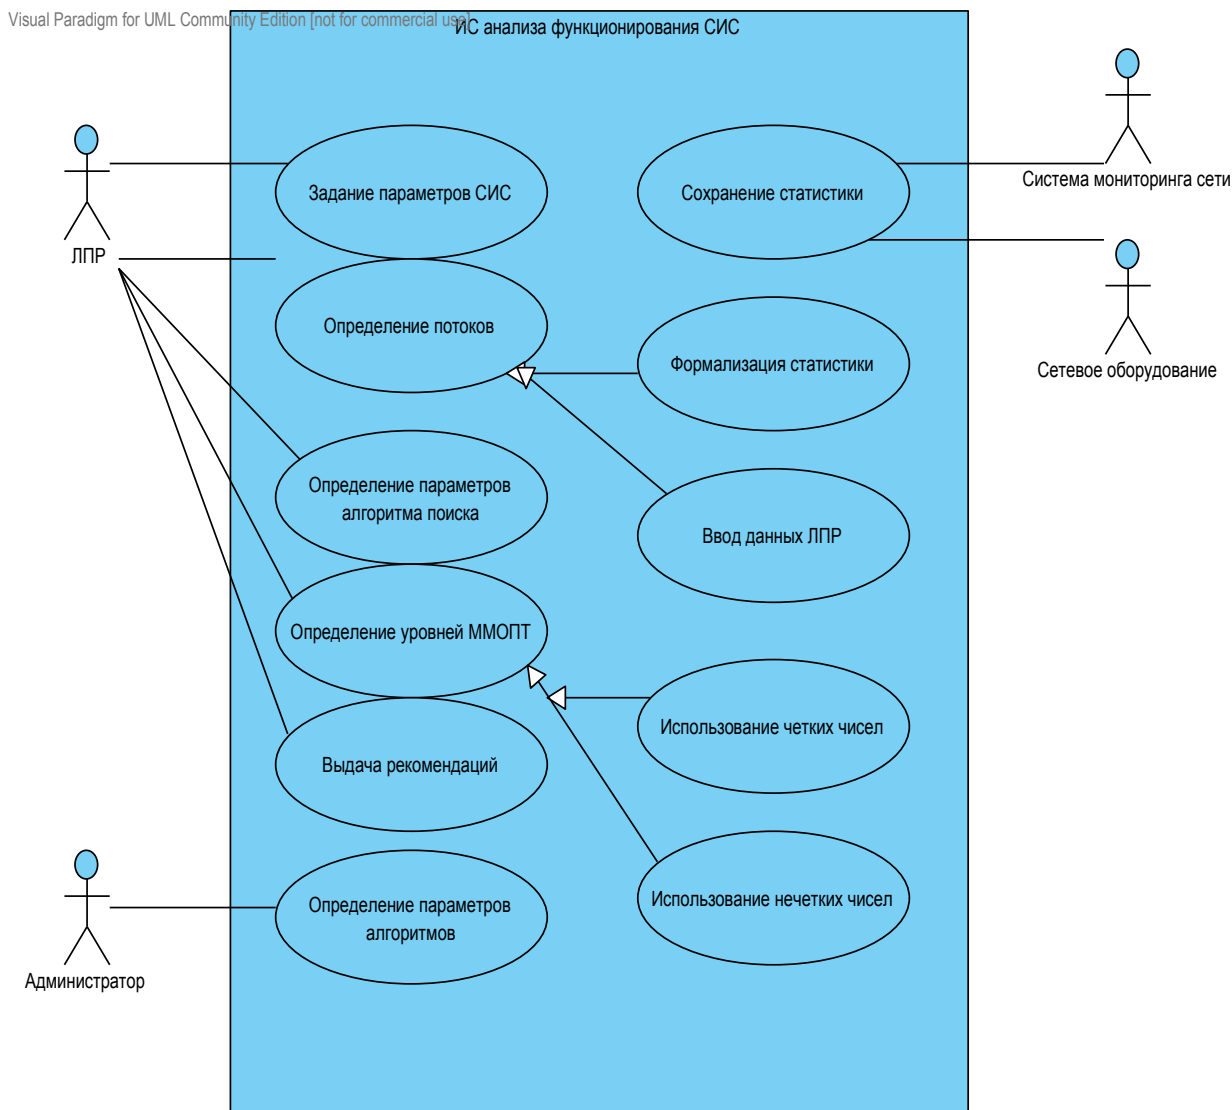 Visual Paradigm for UML Community Edition [not for commercial use]
ИС анализа функционирования СИС
Задание параметров СИС
Сохранение статистики
Система мониторинга сети
ЛПР
Определение потоков
Формализация статистики
Сетевое оборудование
Определение параметров
алгоритма поиска
Ввод данных ЛПР
Определение уровней ММОПТ
Использование четких чисел
Выдача рекомендаций
Использование нечетких чисел
Определение параметров
алгоритмов
Администратор